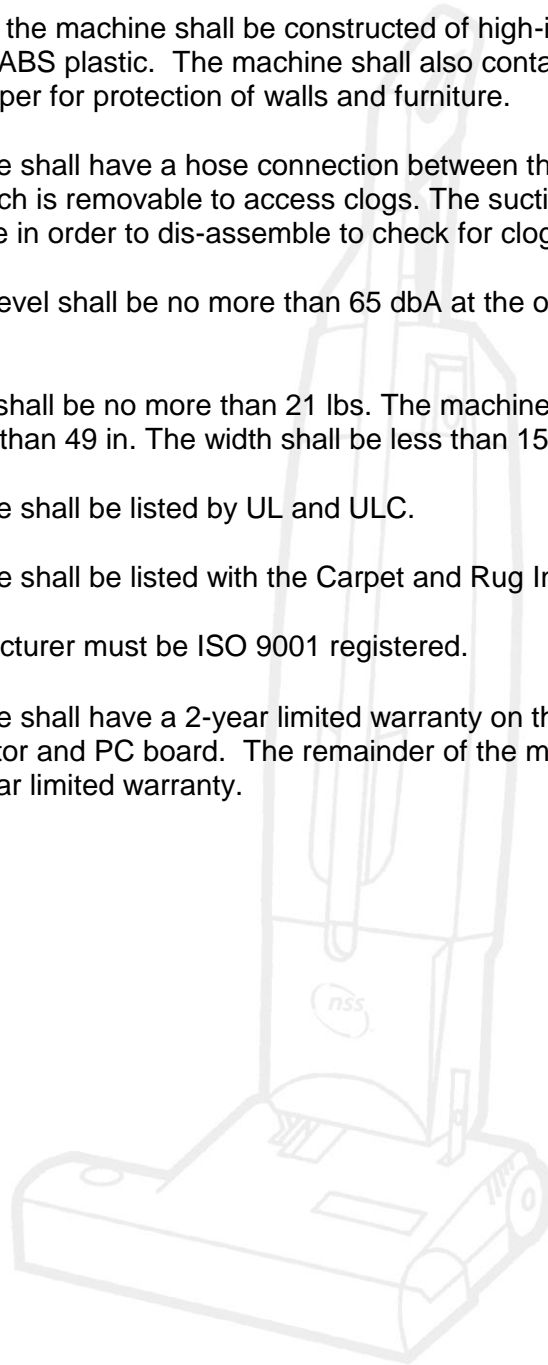 the machine shall be constructed of high-i
ABS plastic. The machine shall also conta
per for protection of walls and furniture.
e shall have a hose connection between th
ch is removable to access clogs. The sucti
e in order to dis-assemble to check for clog
evel shall be no more than 65 dbA at the o
shall be no more than 21 lbs. The machine
than 49 in. The width shall be less than 15
e shall be listed by UL and ULC.
e shall be listed with the Carpet and Rug In
cturer must be ISO 9001 registered.
e shall have a 2-year limited warranty on th
tor and PC board. The remainder of the m
ar limited warranty.
nss